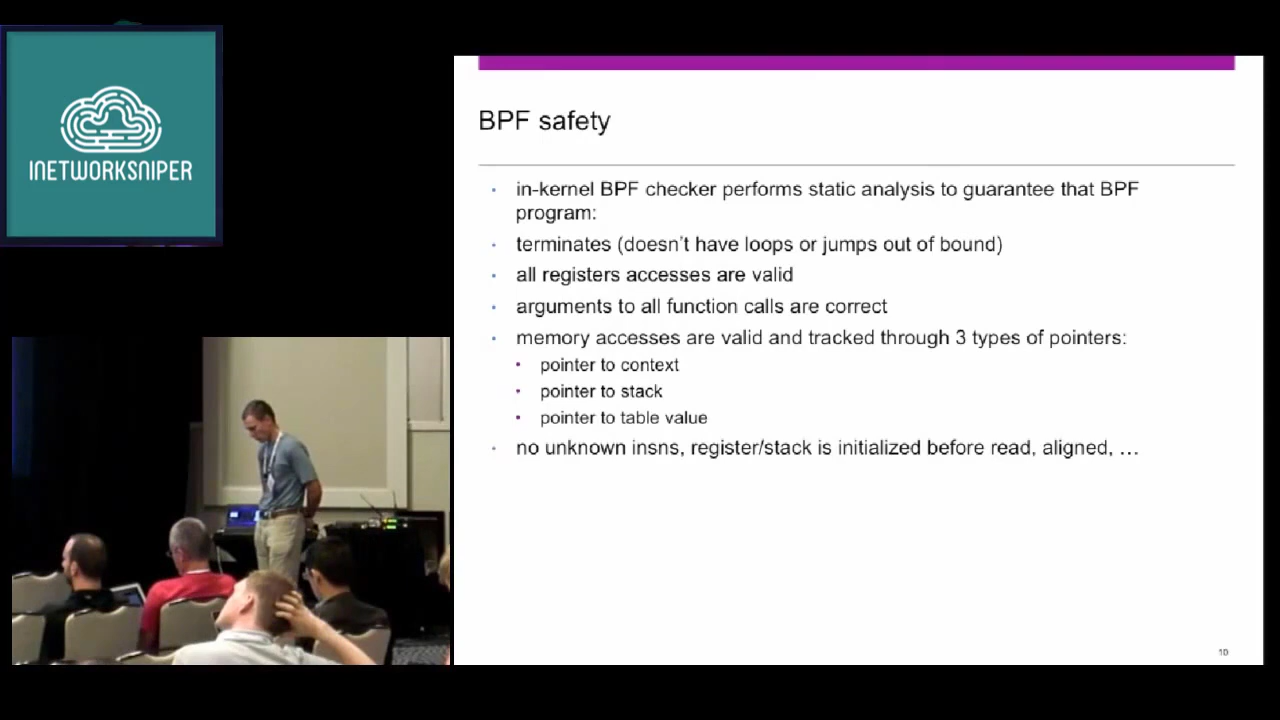 INETWORKSNIPER
BPF safety
in-kernel BPF checker performs static analysis to guarantee that BPF
program:
terminates (doesn't have loops or jumps out of bound)
all registers accesses are valid
arguments to all function calls are correct
memory accesses are valid and tracked through 3 types of pointers:
pointer to context
pointer to stack
pointer to table value
no unknown insns, register/stack is initialized before read, aligned, …
10